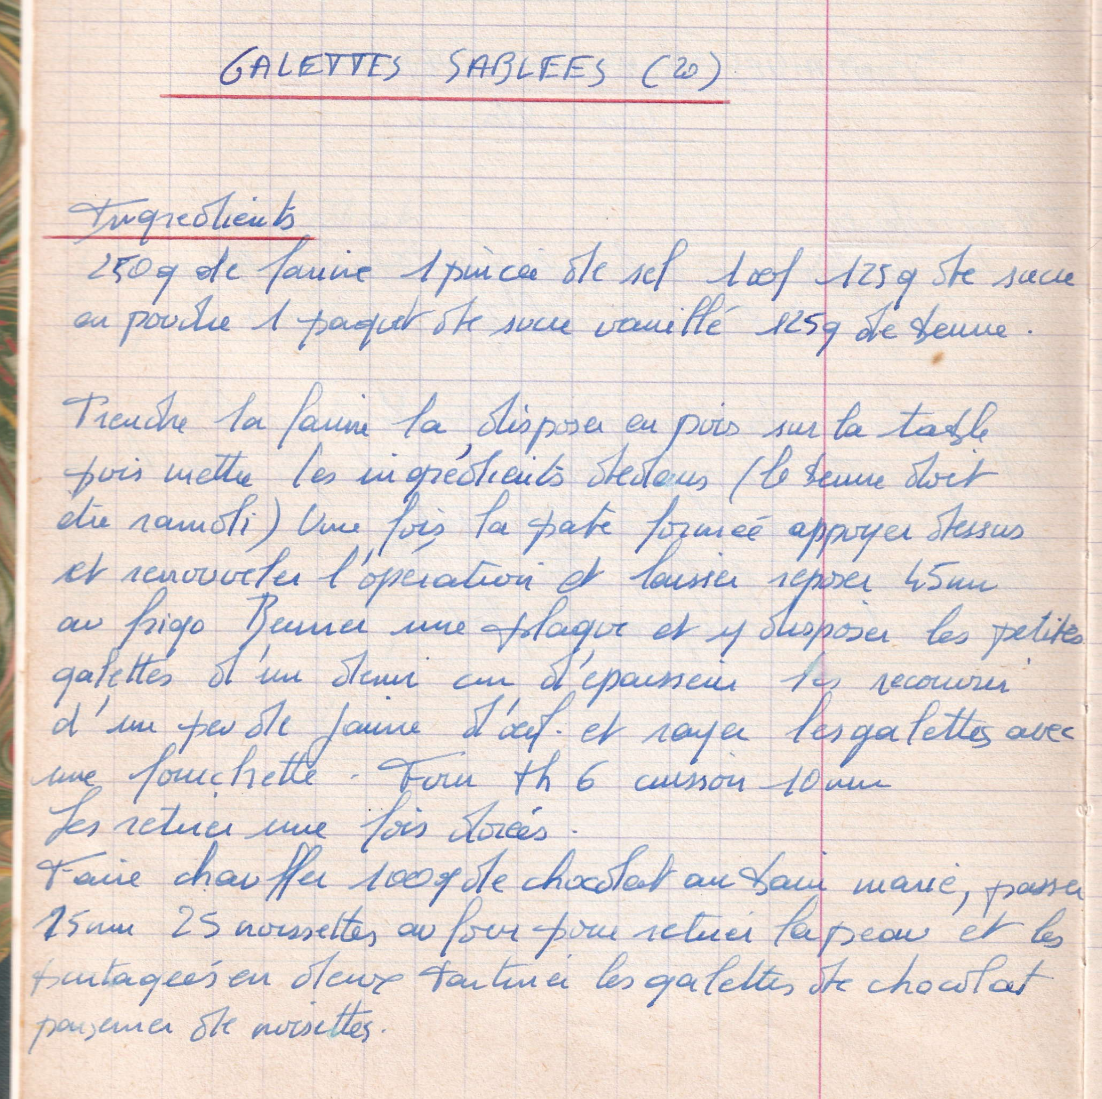 GALETTES SABLEES (20)
Ingredients
250g de farine 1 pincée de sel 1 œuf 125g de sucre
en poudre 1 paquet de sucre vanillé 125g de beurre.
Prendre la farine la disposer en puis sur la table
puis mettre les ingrédients dedans (le beurre doit
être ramoli) Une fois la pate formée appoyer dessus
et renouveler l'opération et laisser reposer 45mn
au frigo Beurrer une plaque et y disposer les petites
galettes d'un demi cm d'épaisseur les recouvrir
d'un peu de jaune d'œuf. et rayer les galettes avec
une fourchette. Four th 6 cuisson 10mn
Les retirer une fois dorées.
Faire chauffer 100g de chocolat au bain marie, passer
15mn 25 noissettes au four pour retirer la peau et les
partagées en deux tartiner les galettes de chocolat
parsemer de noisettes.